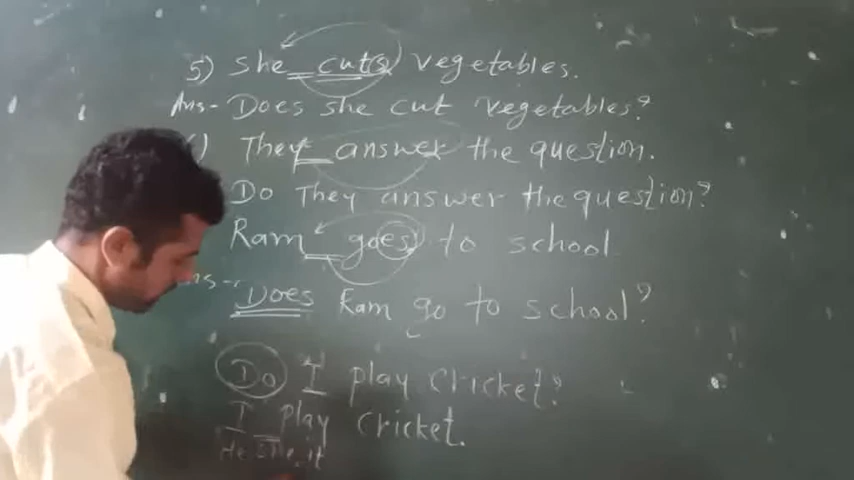 5) She cuts vegetables.
Ans- Does she cut vegetables?
) They answer the question.
Do They answer the question?
Ram goes to school
Ans- Does Ram go to school?
Do I play cricket?
I play cricket.
He She it